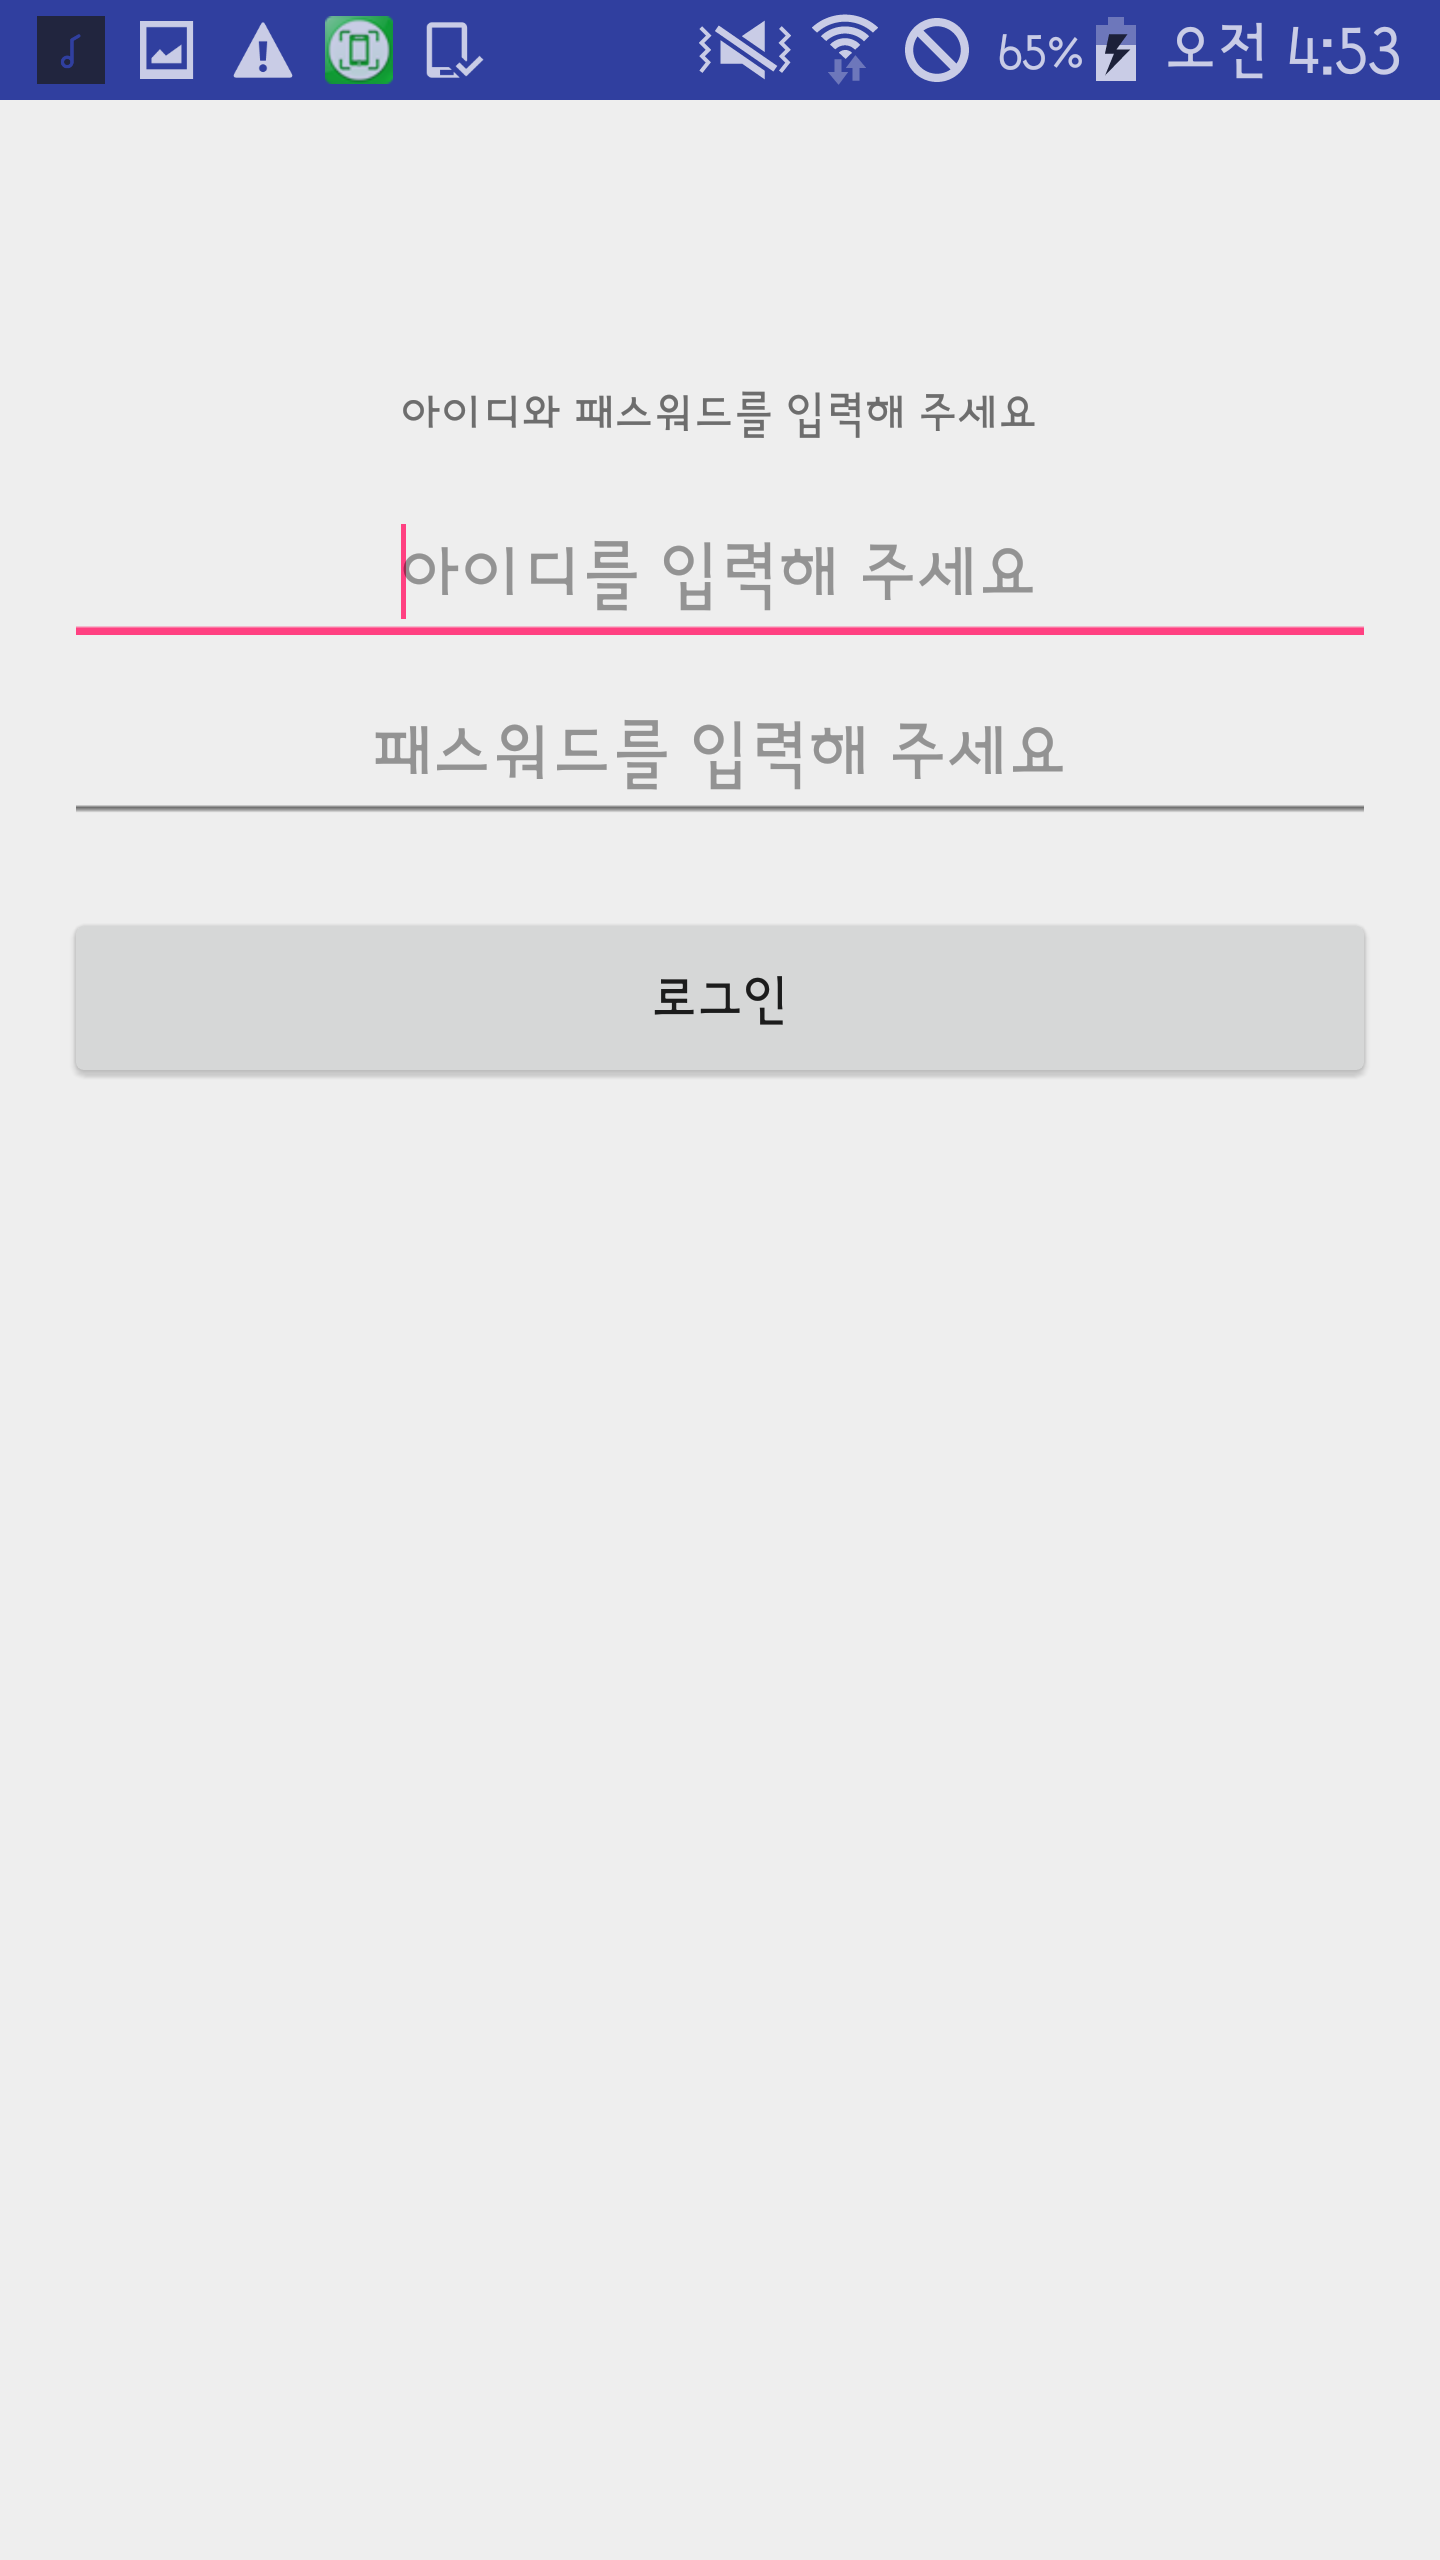 65% 오전 4:53
아이디와 패스워드를 입력해 주세요
아이디를 입력해 주세요
패스워드를 입력해 주세요
로그인